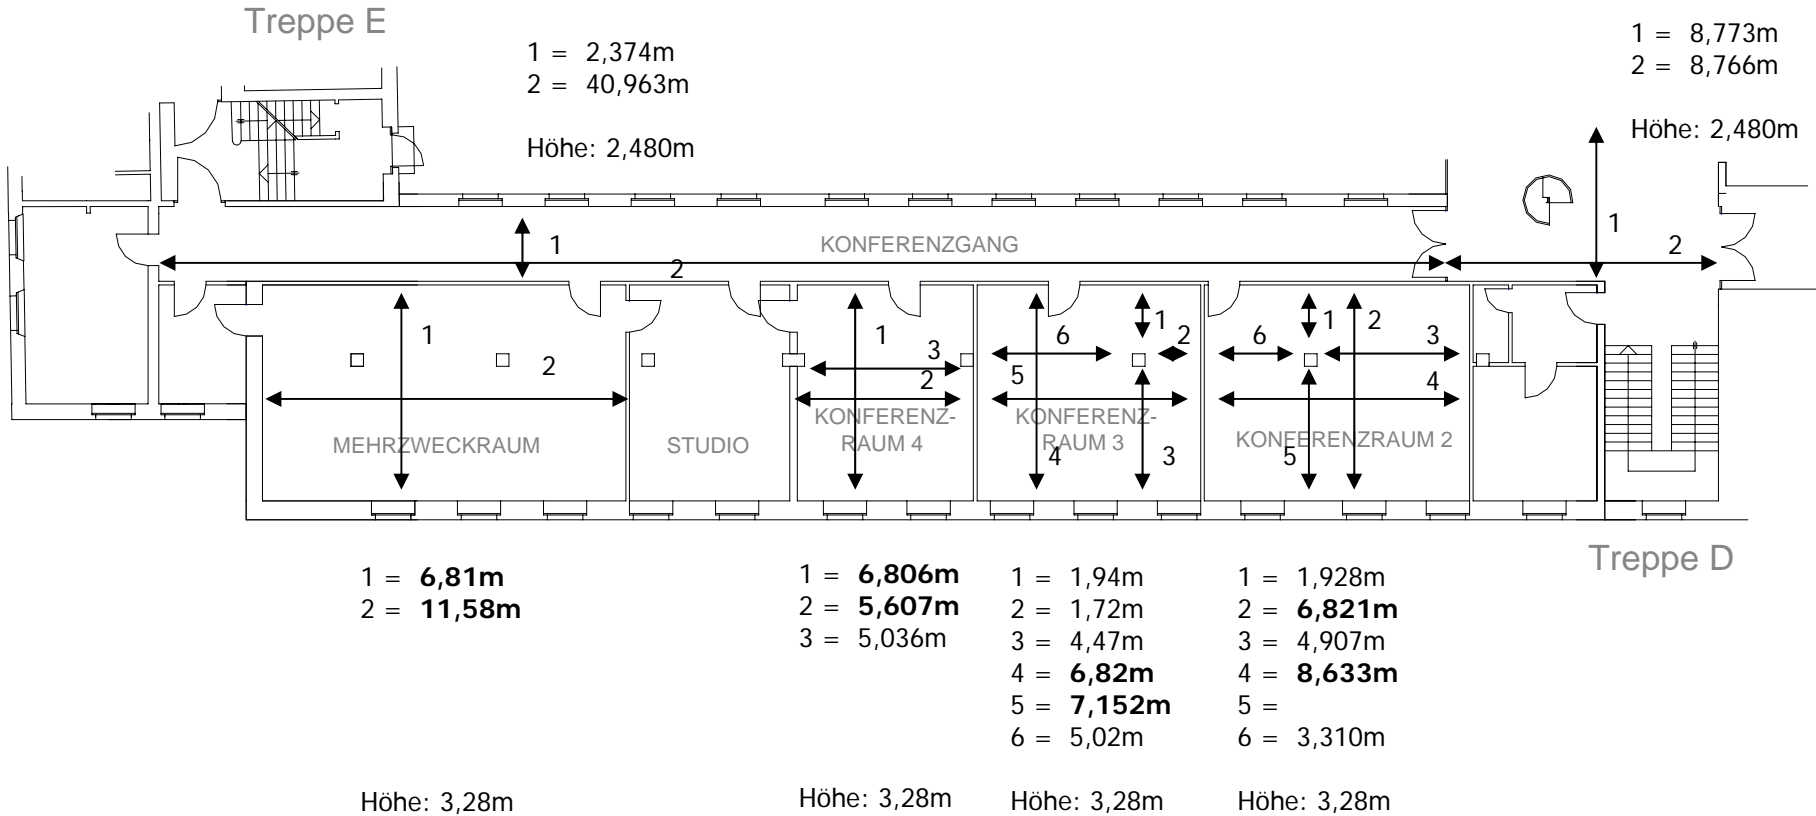 Treppe E
1 = 2,374m
2 = 40,963m
Höhe: 2,480m
1 = 8,773m
2 = 8,766m
Höhe: 2,480m
1
KONFERENZGANG
2
1
2
1
2
MEHRZWECKRAUM
STUDIO
1
3
2
KONFERENZ-
RAUM 4
1
2
6
5
KONFERENZ-
RAUM 3
4
3
1
2
6
3
4
KONFERENZRAUM 2
5
Treppe D
1 = 6,81m
2 = 11,58m
Höhe: 3,28m
1 = 6,806m
2 = 5,607m
3 = 5,036m
Höhe: 3,28m
1 = 1,94m
2 = 1,72m
3 = 4,47m
4 = 6,82m
5 = 7,152m
6 = 5,02m
Höhe: 3,28m
1 = 1,928m
2 = 6,821m
3 = 4,907m
4 = 8,633m
5 =
6 = 3,310m
Höhe: 3,28m